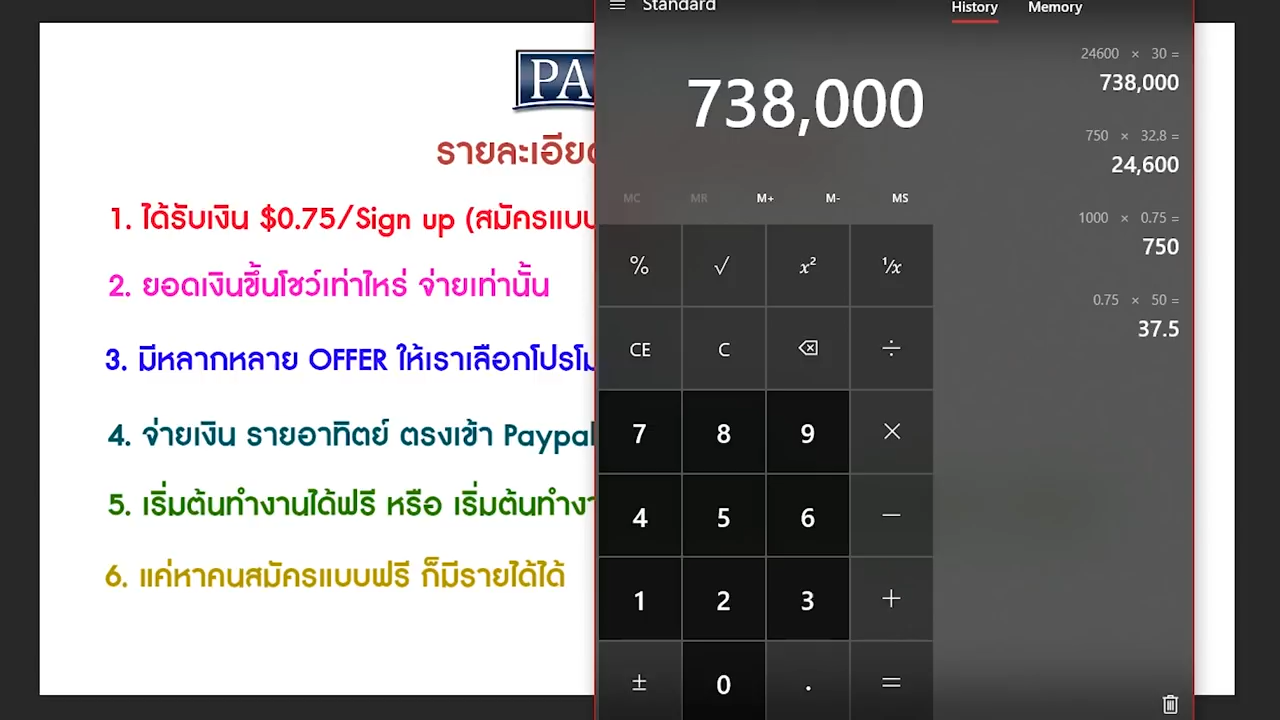 PA
รายละเอียด
1. ได้รับเงิน $0.75/Sign up (สมัครแบบ
2. ยอดเงินขึ้นโชว์เท่าไหร่ จ่ายเท่านั้น
3. มีหลากหลาย OFFER ให้เราเลือกโปรโม
4. จ่ายเงิน รายอาทิตย์ ตรงเข้า Paypal
5. เริ่มต้นทำงานได้ฟรี หรือ เริ่มต้นทำงา
6. แค่หาคนสมัครแบบฟรี ก็มีรายได้ได้
Standard
738,000
MC MR M+ M- MS
% √ x² ¹/x
CE C ⌫ ÷
7 8 9 ×
4 5 6 −
1 2 3 +
± 0 . =
History Memory
24600 × 30 =
738,000
750 × 32.8 =
24,600
1000 × 0.75 =
750
0.75 × 50 =
37.5